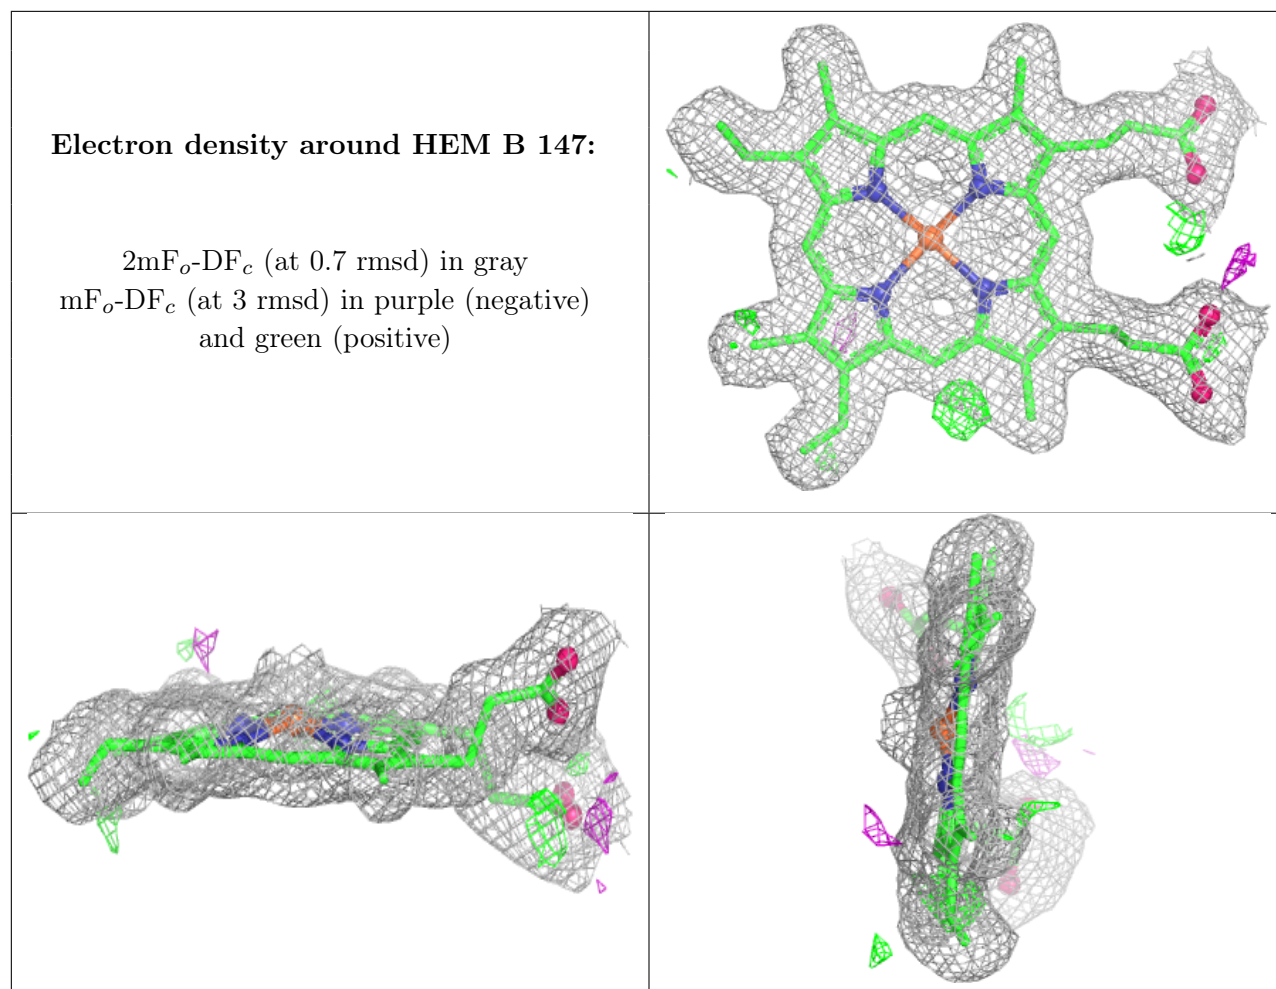 Electron density around HEM B 147:
2mFo-DFc (at 0.7 rmsd) in gray
mFo-DFc (at 3 rmsd) in purple (negative)
and green (positive)